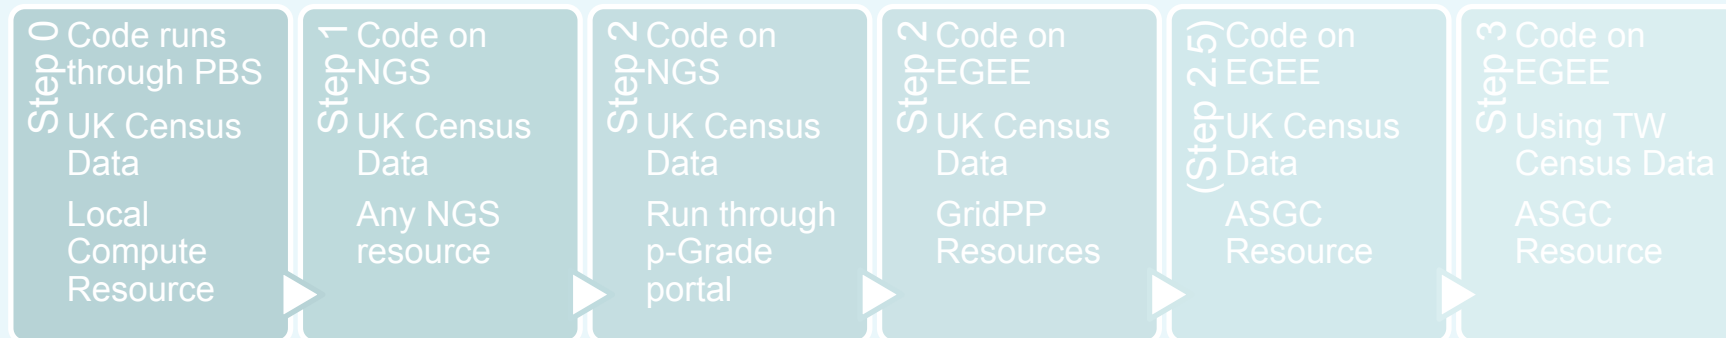 Step 0
Code runs
through PBS
UK Census
Data
Local
Compute
Resource
Step 1
Code on
NGS
UK Census
Data
Any NGS
resource
Step 2
Code on
NGS
UK Census
Data
Run through
p-Grade
portal
Step 2
Code on
EGEE
UK Census
Data
GridPP
Resources
(Step 2.5)
Code on
EGEE
UK Census
Data
ASGC
Resource
Step 3
Code on
EGEE
Using TW
Census Data
ASGC
Resource